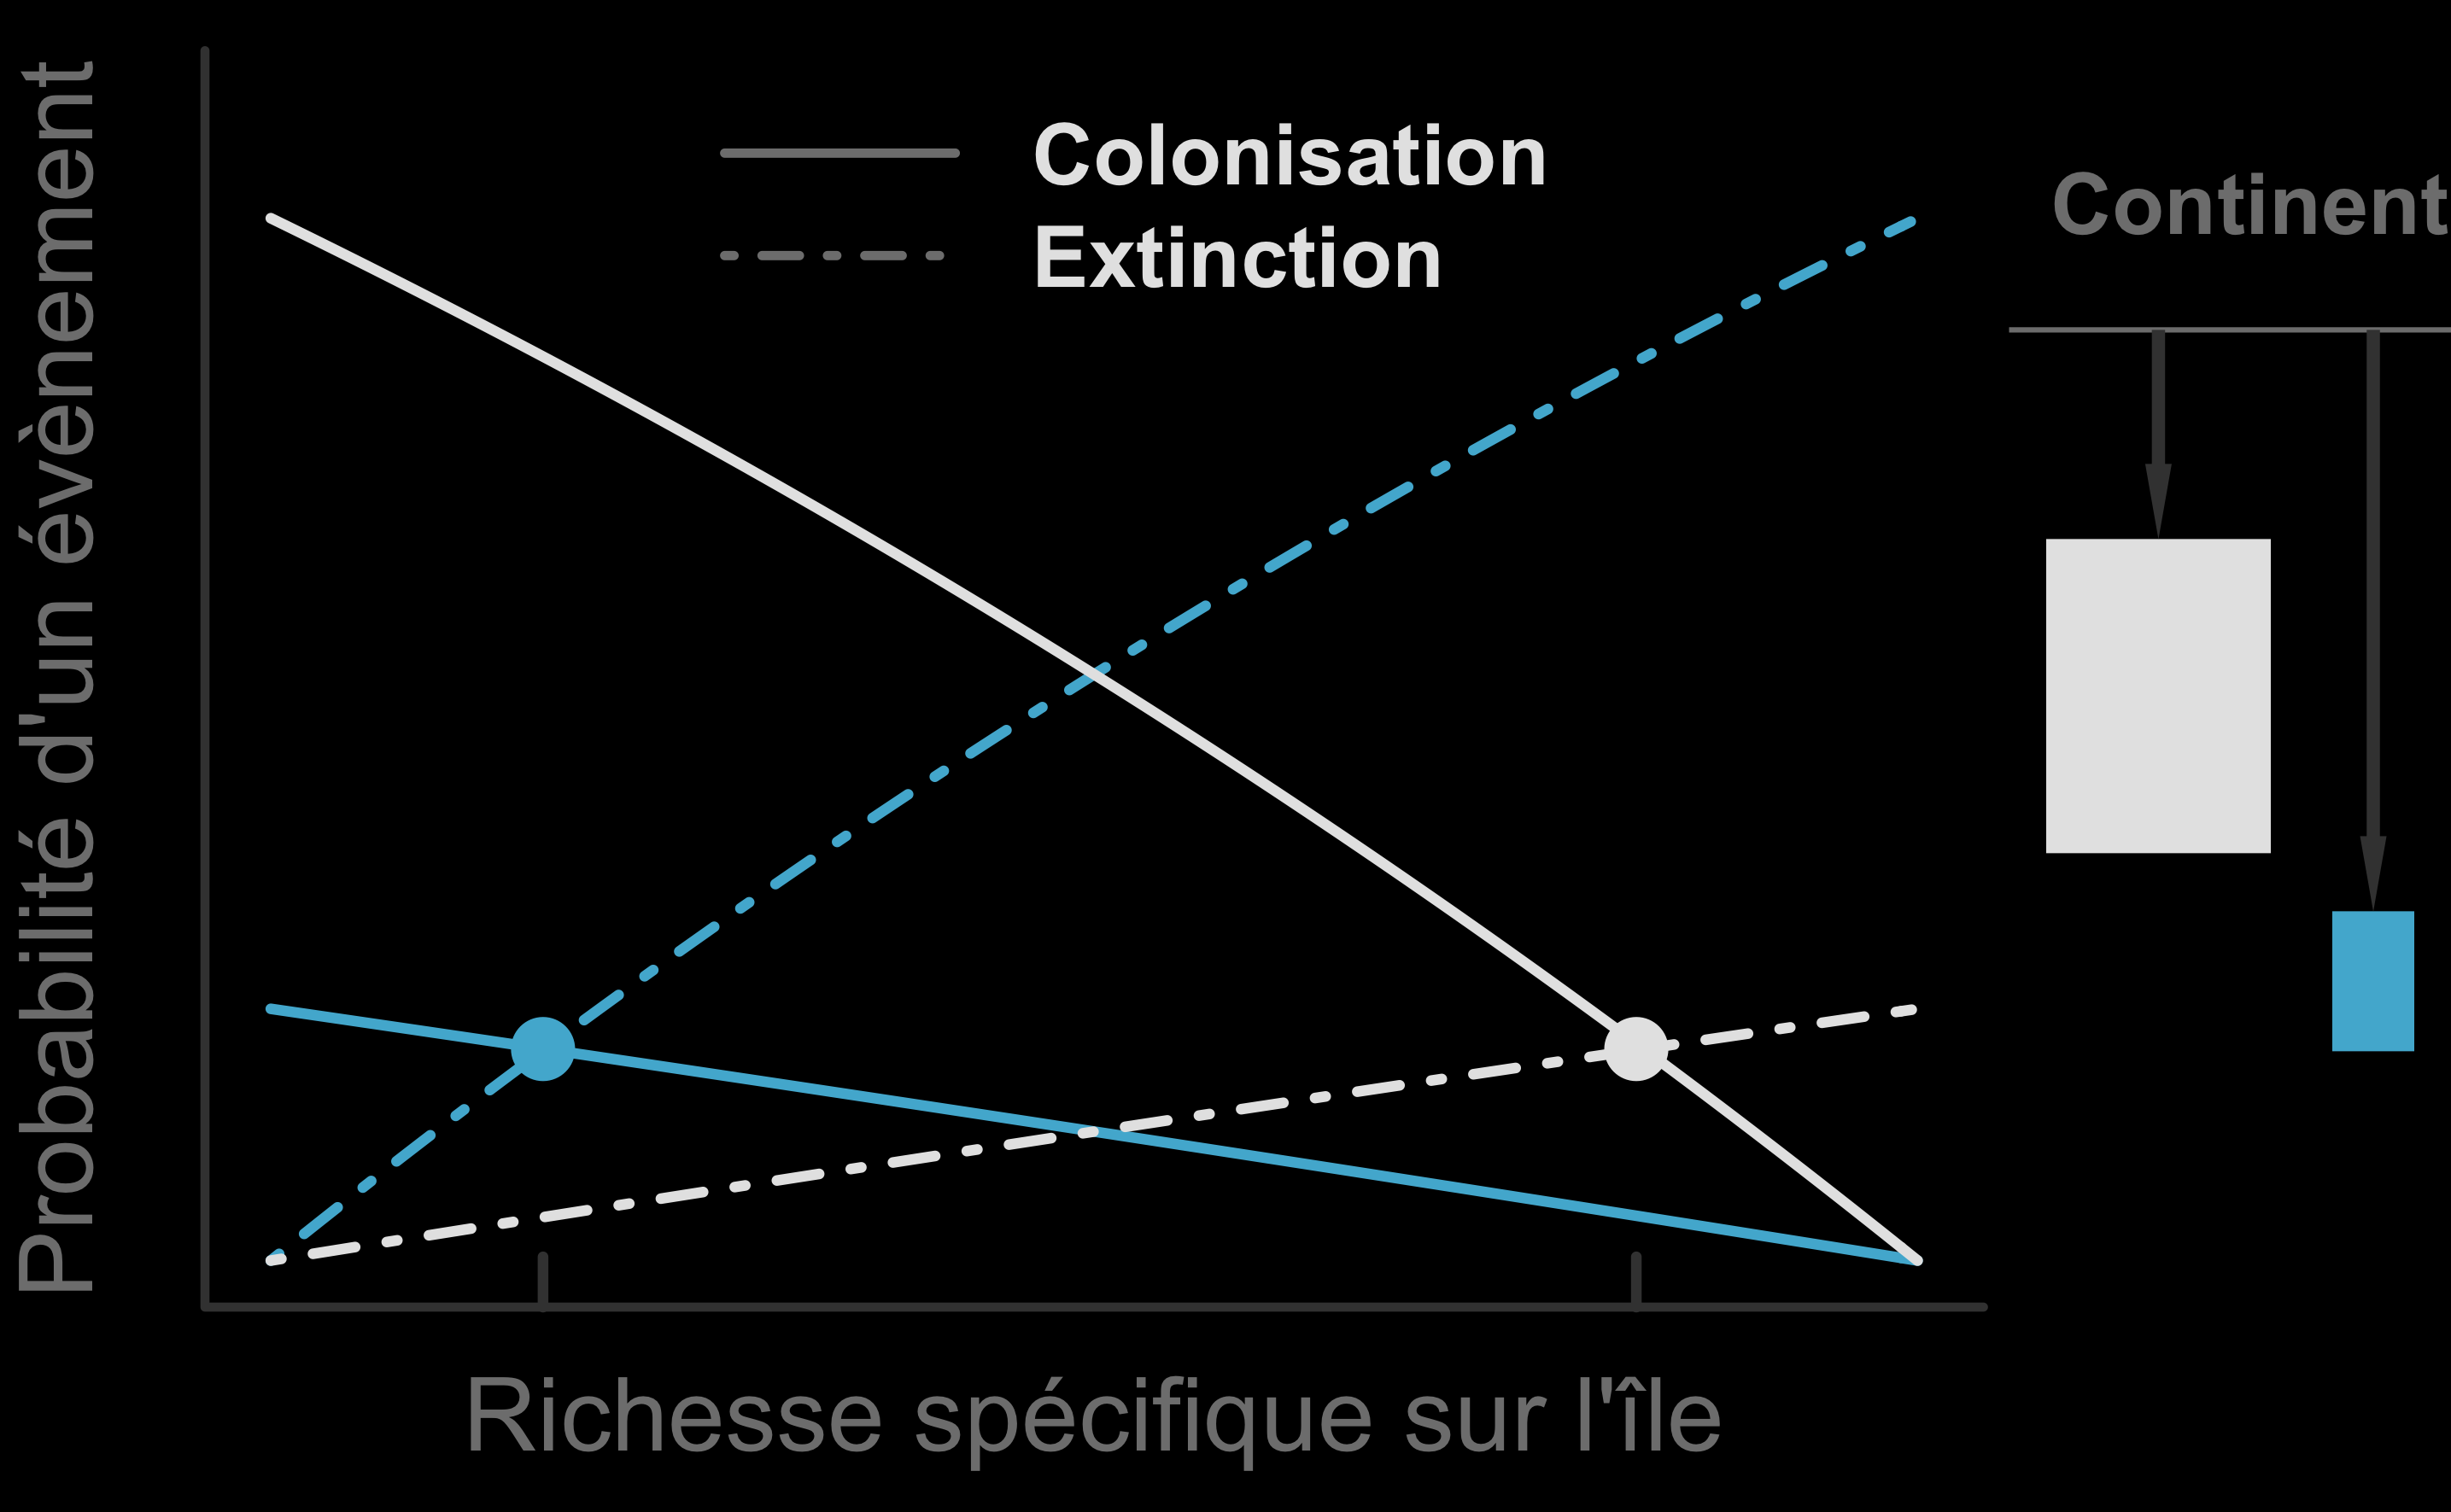 Probabilité d'un évènement
Colonisation
Extinction
Continent
Richesse spécifique sur l'île